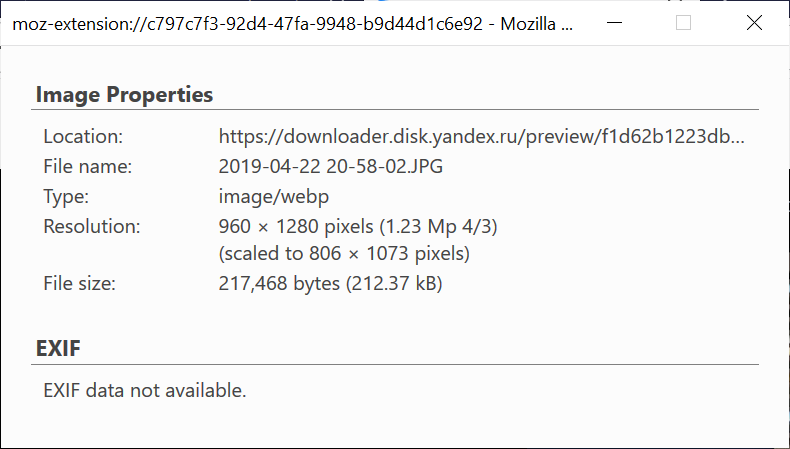 moz-extension://c797c7f3-92d4-47fa-9948-b9d44d1c6e92 - Mozilla ...
Image Properties
Location: https://downloader.disk.yandex.ru/preview/f1d62b1223db...
File name: 2019-04-22 20-58-02.JPG
Type: image/webp
Resolution: 960 × 1280 pixels (1.23 Mp 4/3)
(scaled to 806 × 1073 pixels)
File size: 217,468 bytes (212.37 kB)
EXIF
EXIF data not available.